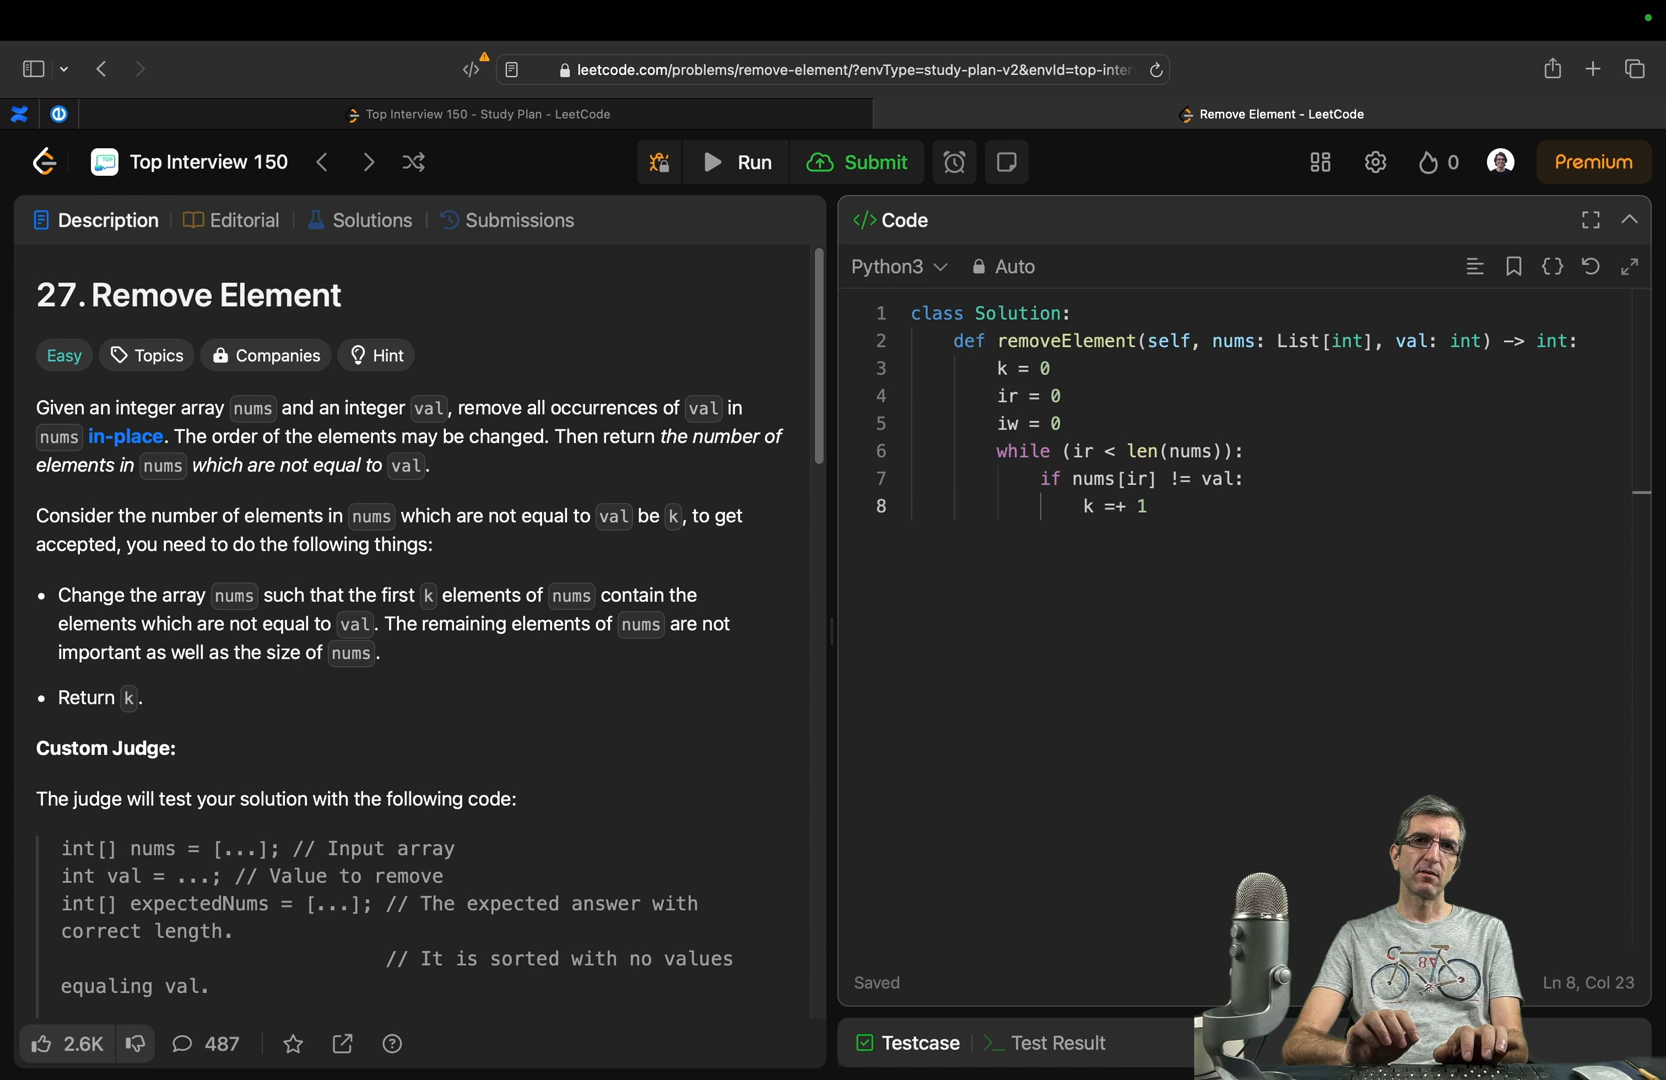 leetcode.com/problems/remove-element/?envType=study-plan-v2&envId=top-inter
Top Interview 150 - Study Plan - LeetCode
Remove Element - LeetCode
Top Interview 150
Run
Submit
0
Premium
Description
Editorial
Solutions
Submissions
27. Remove Element
Easy
Topics
Companies
Hint
Given an integer array nums and an integer val, remove all occurrences of val in
nums in-place. The order of the elements may be changed. Then return the number of
elements in nums which are not equal to val.
Consider the number of elements in nums which are not equal to val be k, to get
accepted, you need to do the following things:
• Change the array nums such that the first k elements of nums contain the
elements which are not equal to val. The remaining elements of nums are not
important as well as the size of nums.
• Return k.
Custom Judge:
The judge will test your solution with the following code:
int[] nums = [...]; // Input array
int val = ...; // Value to remove
int[] expectedNums = [...]; // The expected answer with
correct length.
// It is sorted with no values
equaling val.
2.6K
487
</> Code
Python3
Auto
1 class Solution:
2 def removeElement(self, nums: List[int], val: int) -> int:
3 k = 0
4 ir = 0
5 iw = 0
6 while (ir < len(nums)):
7 if nums[ir] != val:
8 k =+ 1
Saved
Ln 8, Col 23
Testcase
Test Result